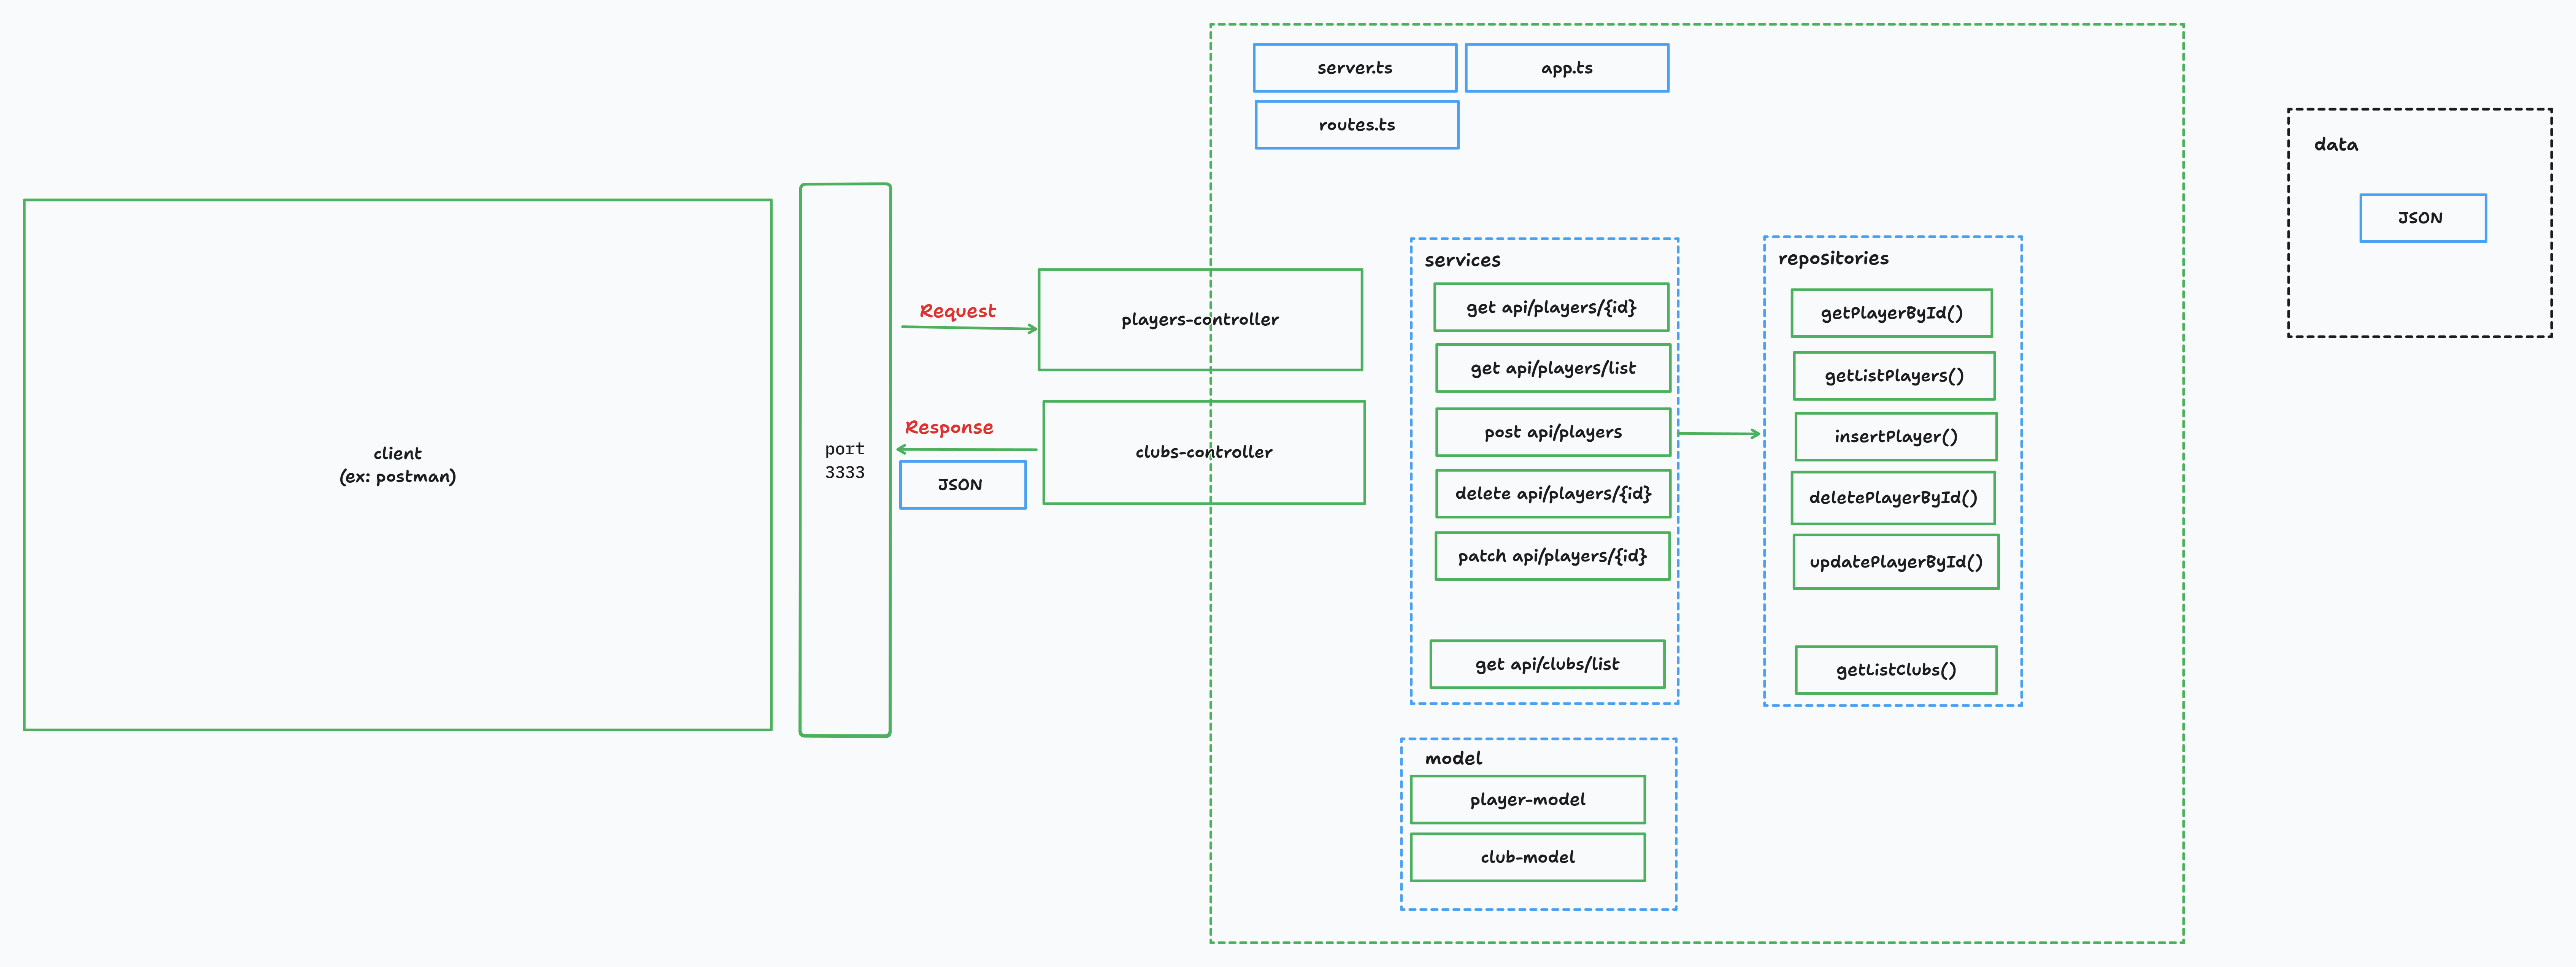 server.ts
app.ts
routes.ts
data
JSON
client
(ex: postman)
port
3333
Request
Response
JSON
players-controller
clubs-controller
services
get api/players/{id}
get api/players/list
post api/players
delete api/players/{id}
patch api/players/{id}
get api/clubs/list
repositories
getPlayerById()
getListPlayers()
insertPlayer()
deletePlayerById()
updatePlayerById()
getListClubs()
model
player-model
club-model